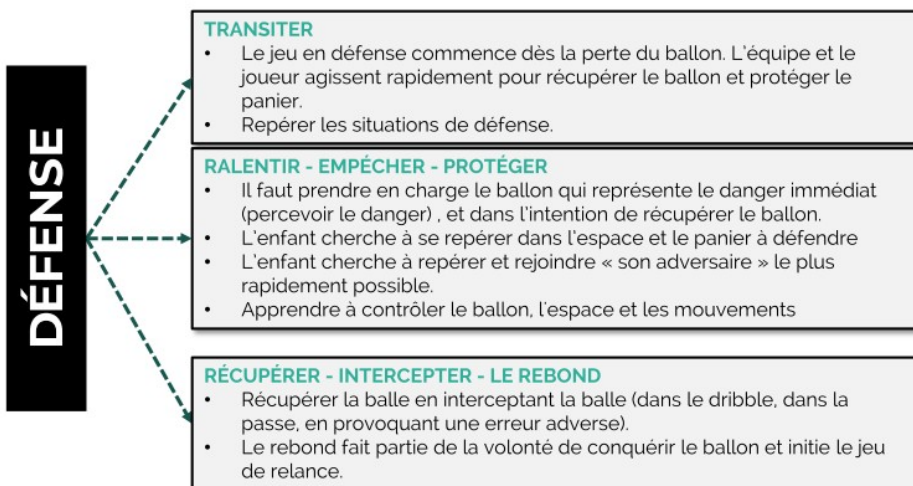 DÉFENSE
TRANSITER
• Le jeu en défense commence dès la perte du ballon. L'équipe et le
joueur agissent rapidement pour récupérer le ballon et protéger le
panier.
• Repérer les situations de défense.
RALENTIR - EMPÉCHER - PROTÉGER
• Il faut prendre en charge le ballon qui représente le danger immédiat
(percevoir le danger) , et dans l'intention de récupérer le ballon.
• L'enfant cherche à se repérer dans l'espace et le panier à défendre
• L'enfant cherche à repérer et rejoindre « son adversaire » le plus
rapidement possible.
• Apprendre à contrôler le ballon, l'espace et les mouvements
RÉCUPÉRER - INTERCEPTER - LE REBOND
• Récupérer la balle en interceptant la balle (dans le dribble, dans la
passe, en provoquant une erreur adverse).
• Le rebond fait partie de la volonté de conquérir le ballon et initie le jeu
de relance.